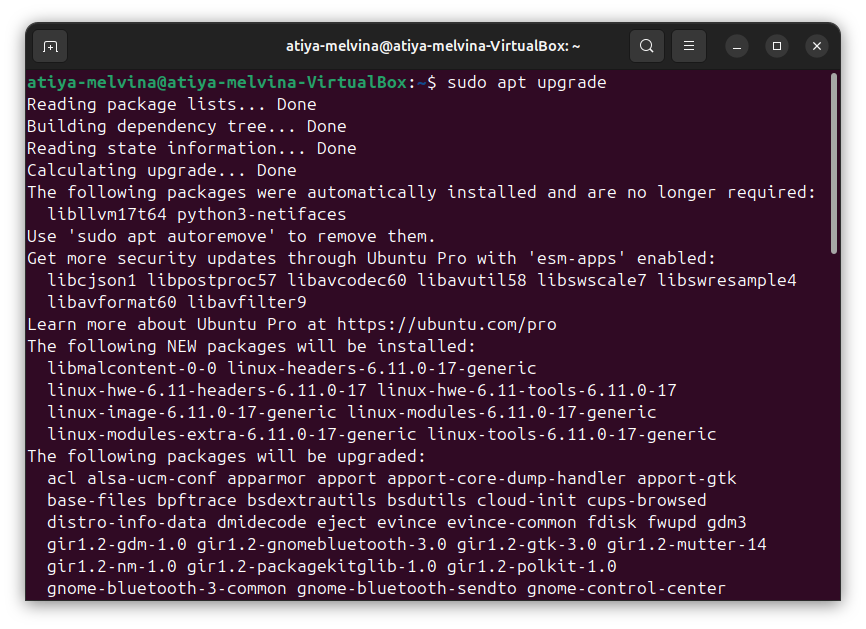 atiya-melvina@atiya-melvina-VirtualBox: ~
atiya-melvina@atiya-melvina-VirtualBox:~$ sudo apt upgrade
Reading package lists... Done
Building dependency tree... Done
Reading state information... Done
Calculating upgrade... Done
The following packages were automatically installed and are no longer required:
  libllvm17t64 python3-netifaces
Use 'sudo apt autoremove' to remove them.
Get more security updates through Ubuntu Pro with 'esm-apps' enabled:
  libcjson1 libpostproc57 libavcodec60 libavutil58 libswscale7 libswresample4
  libavformat60 libavfilter9
Learn more about Ubuntu Pro at https://ubuntu.com/pro
The following NEW packages will be installed:
  libmalcontent-0-0 linux-headers-6.11.0-17-generic
  linux-hwe-6.11-headers-6.11.0-17 linux-hwe-6.11-tools-6.11.0-17
  linux-image-6.11.0-17-generic linux-modules-6.11.0-17-generic
  linux-modules-extra-6.11.0-17-generic linux-tools-6.11.0-17-generic
The following packages will be upgraded:
  acl alsa-ucm-conf apparmor apport apport-core-dump-handler apport-gtk
  base-files bpftrace bsdextrautils bsdutils cloud-init cups-browsed
  distro-info-data dmidecode eject evince evince-common fdisk fwupd gdm3
  gir1.2-gdm-1.0 gir1.2-gnomebluetooth-3.0 gir1.2-gtk-3.0 gir1.2-mutter-14
  gir1.2-nm-1.0 gir1.2-packagekitglib-1.0 gir1.2-polkit-1.0
  gnome-bluetooth-3-common gnome-bluetooth-sendto gnome-control-center